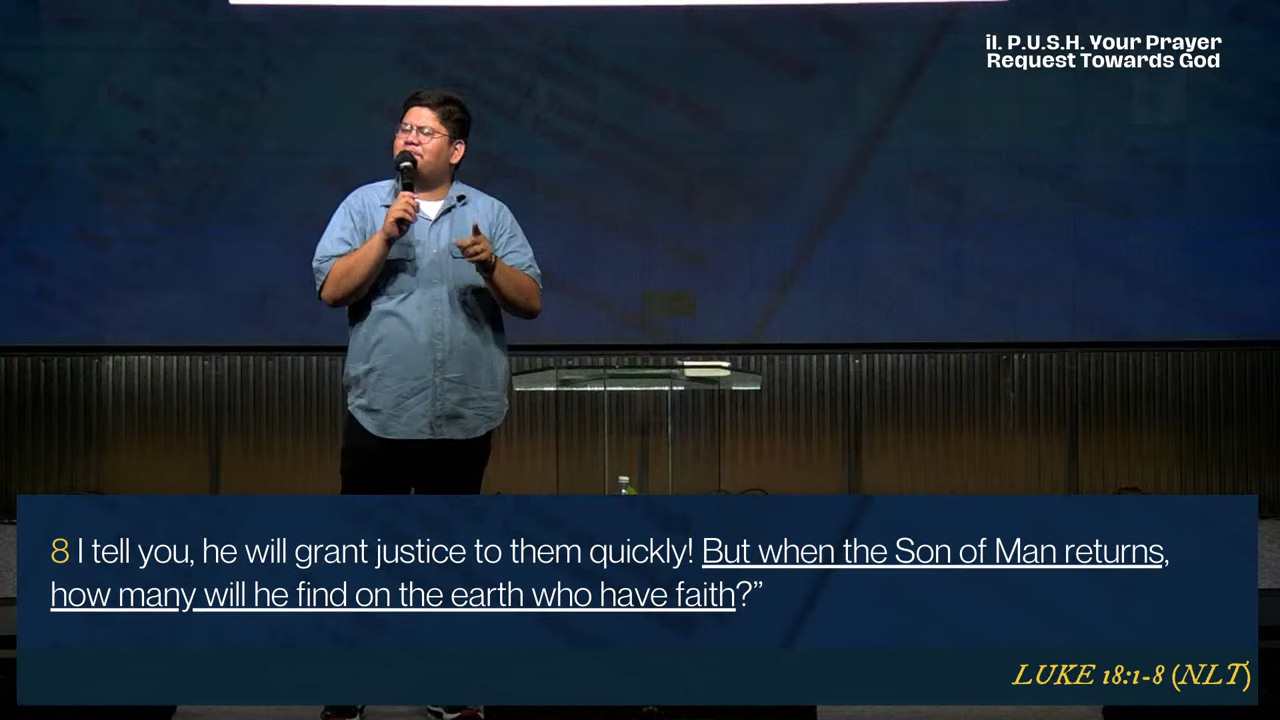 iI. P.U.S.H. Your Prayer
Request Towards God
8 I tell you, he will grant justice to them quickly! But when the Son of Man returns,
how many will he find on the earth who have faith?”
LUKE 18:1-8 (NLT)